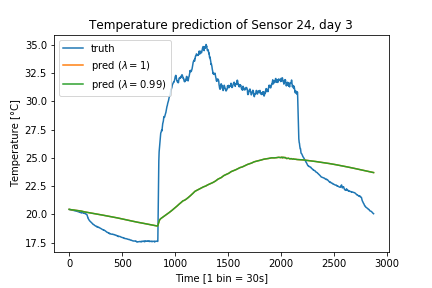 Temperature prediction of Sensor 24, day 3
35.0
32.5
30.0
27.5
25.0
22.5
20.0
17.5
Temperature [°C]
truth
pred (λ = 1)
pred (λ = 0.99)
0 500 1000 1500 2000 2500 3000
Time [1 bin = 30s]